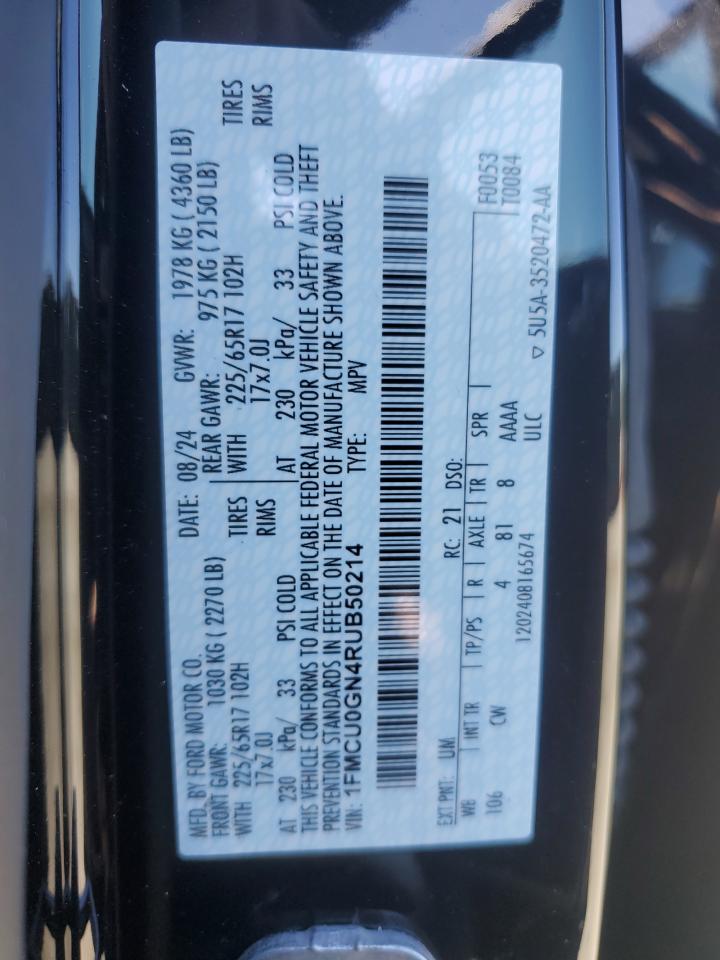 MFD. BY FORD MOTOR CO.
DATE: 08/24 GVWR: 1978 KG ( 4360 LB)
FRONT GAWR: 1030 KG ( 2270 LB) REAR GAWR: 975 KG ( 2150 LB)
WITH 225/65R17 102H TIRES WITH 225/65R17 102H TIRES
17x7.0J RIMS 17x7.0J RIMS
AT 230 kPa/ 33 PSI COLD AT 230 kPa/ 33 PSI COLD
THIS VEHICLE CONFORMS TO ALL APPLICABLE FEDERAL MOTOR VEHICLE SAFETY AND THEFT
PREVENTION STANDARDS IN EFFECT ON THE DATE OF MANUFACTURE SHOWN ABOVE.
VIN: 1FMCU0GN4RUB50214 TYPE: MPV
EXT PNT: UM RC: 21 DSO: F0053
WB INT TR TP/PS R AXLE TR SPR T0084
106 CW 4 81 8 AAAA
1202408165674 ULC
▽ 5U5A-3520472-AA